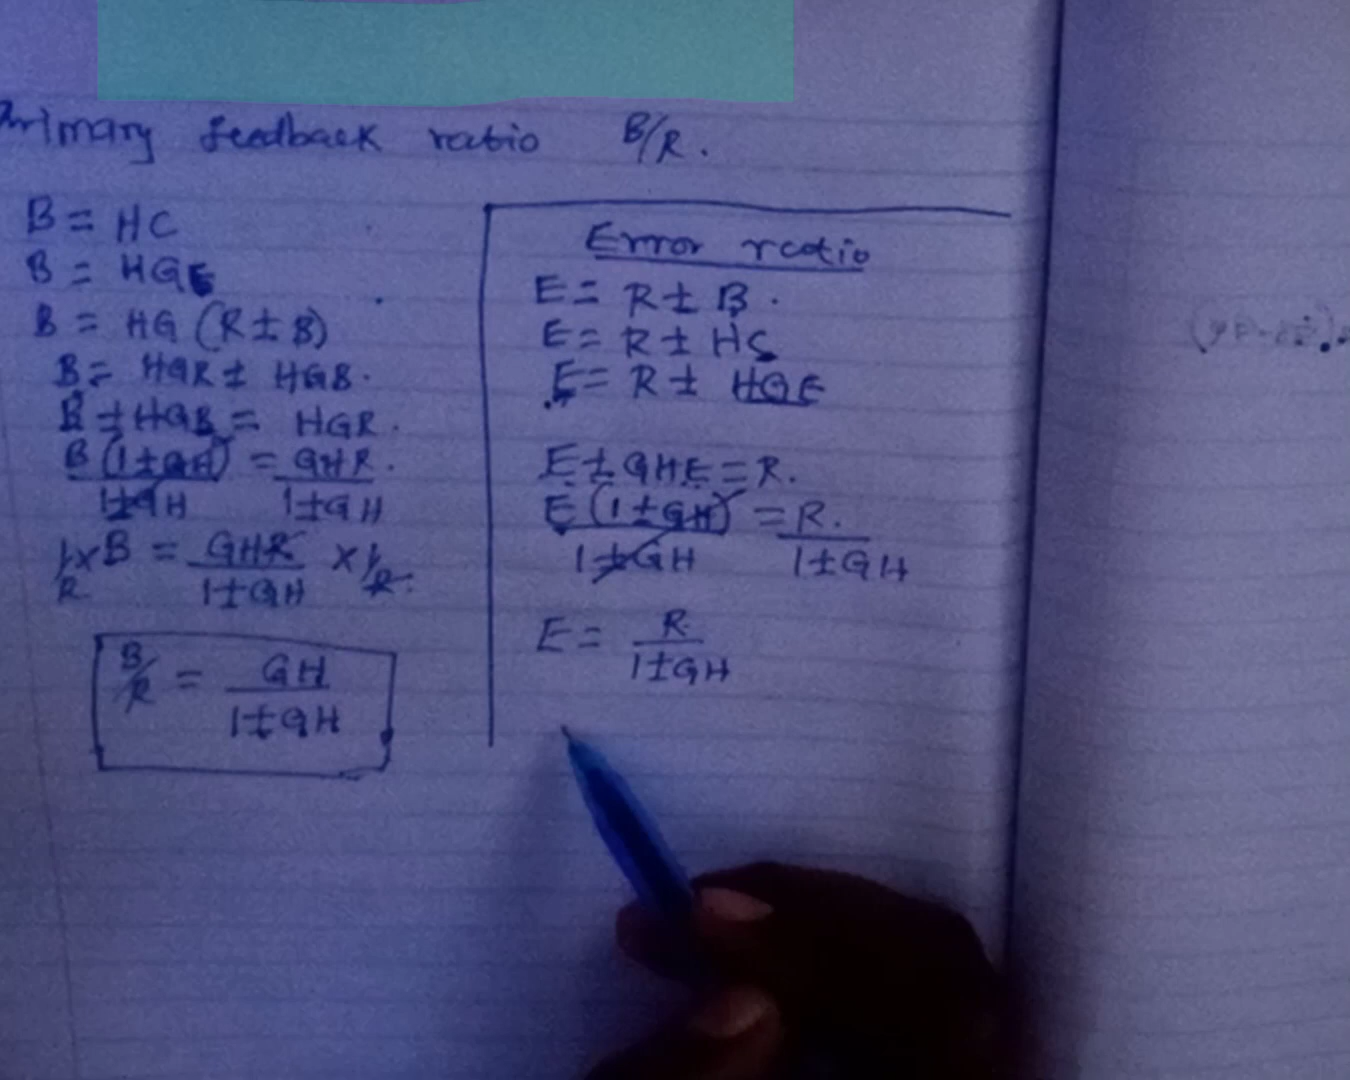 Primary feedback ratio B/R.
B = HC
B = HGE
B = HG (R±B)
B = HGR ± HGB.
B ± HGB = HGR.
B (1±GH) = GHR.
1±GH 1±GH
1/R × B = GHR/1±GH × 1/R.
B/R = GH/1±GH
Error ratio
E = R ± B.
E = R ± HC
E = R ± HGE
E ± GHE = R.
E (1±GH) = R.
1±GH 1±GH
E = R/1±GH